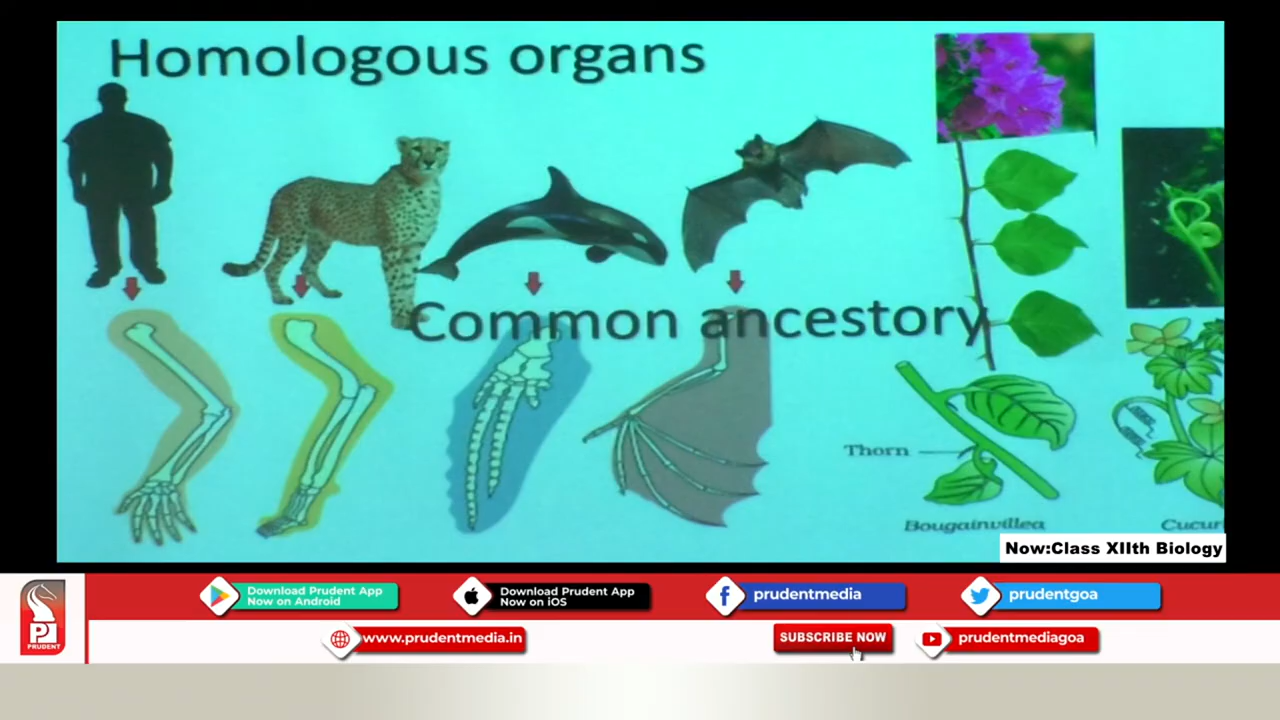 Homologous organs
Common ancestory
Thorn
Bougainvillea
Cucur
Now:Class XIIth Biology
Download Prudent App
Now on Android
Download Prudent App
Now on iOS
prudentmedia
prudentgoa
PRUDENT
www.prudentmedia.in
SUBSCRIBE NOW
prudentmediagoa